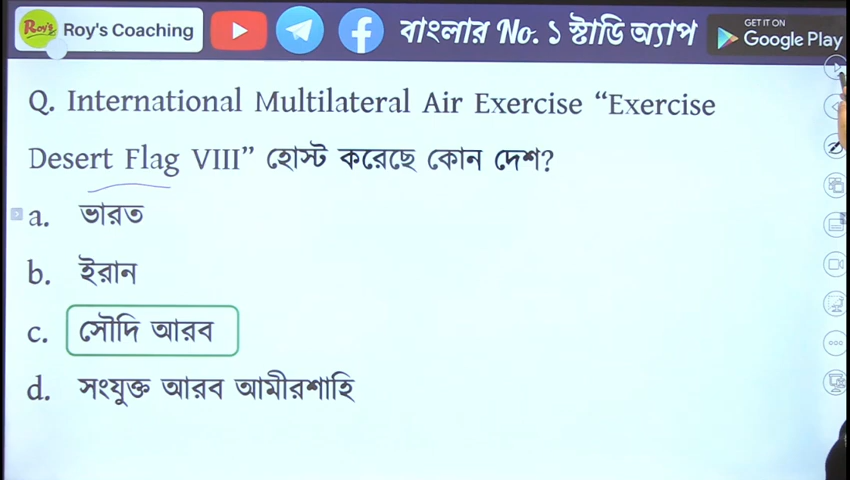 Roy's Roy's Coaching বাংলার No. ১ স্টাডি অ্যাপ GET IT ON Google Play
Q. International Multilateral Air Exercise “Exercise
Desert Flag VIII” হোস্ট করেছে কোন দেশ?
a. ভারত
b. ইরান
c. সৌদি আরব
d. সংযুক্ত আরব আমীরশাহি